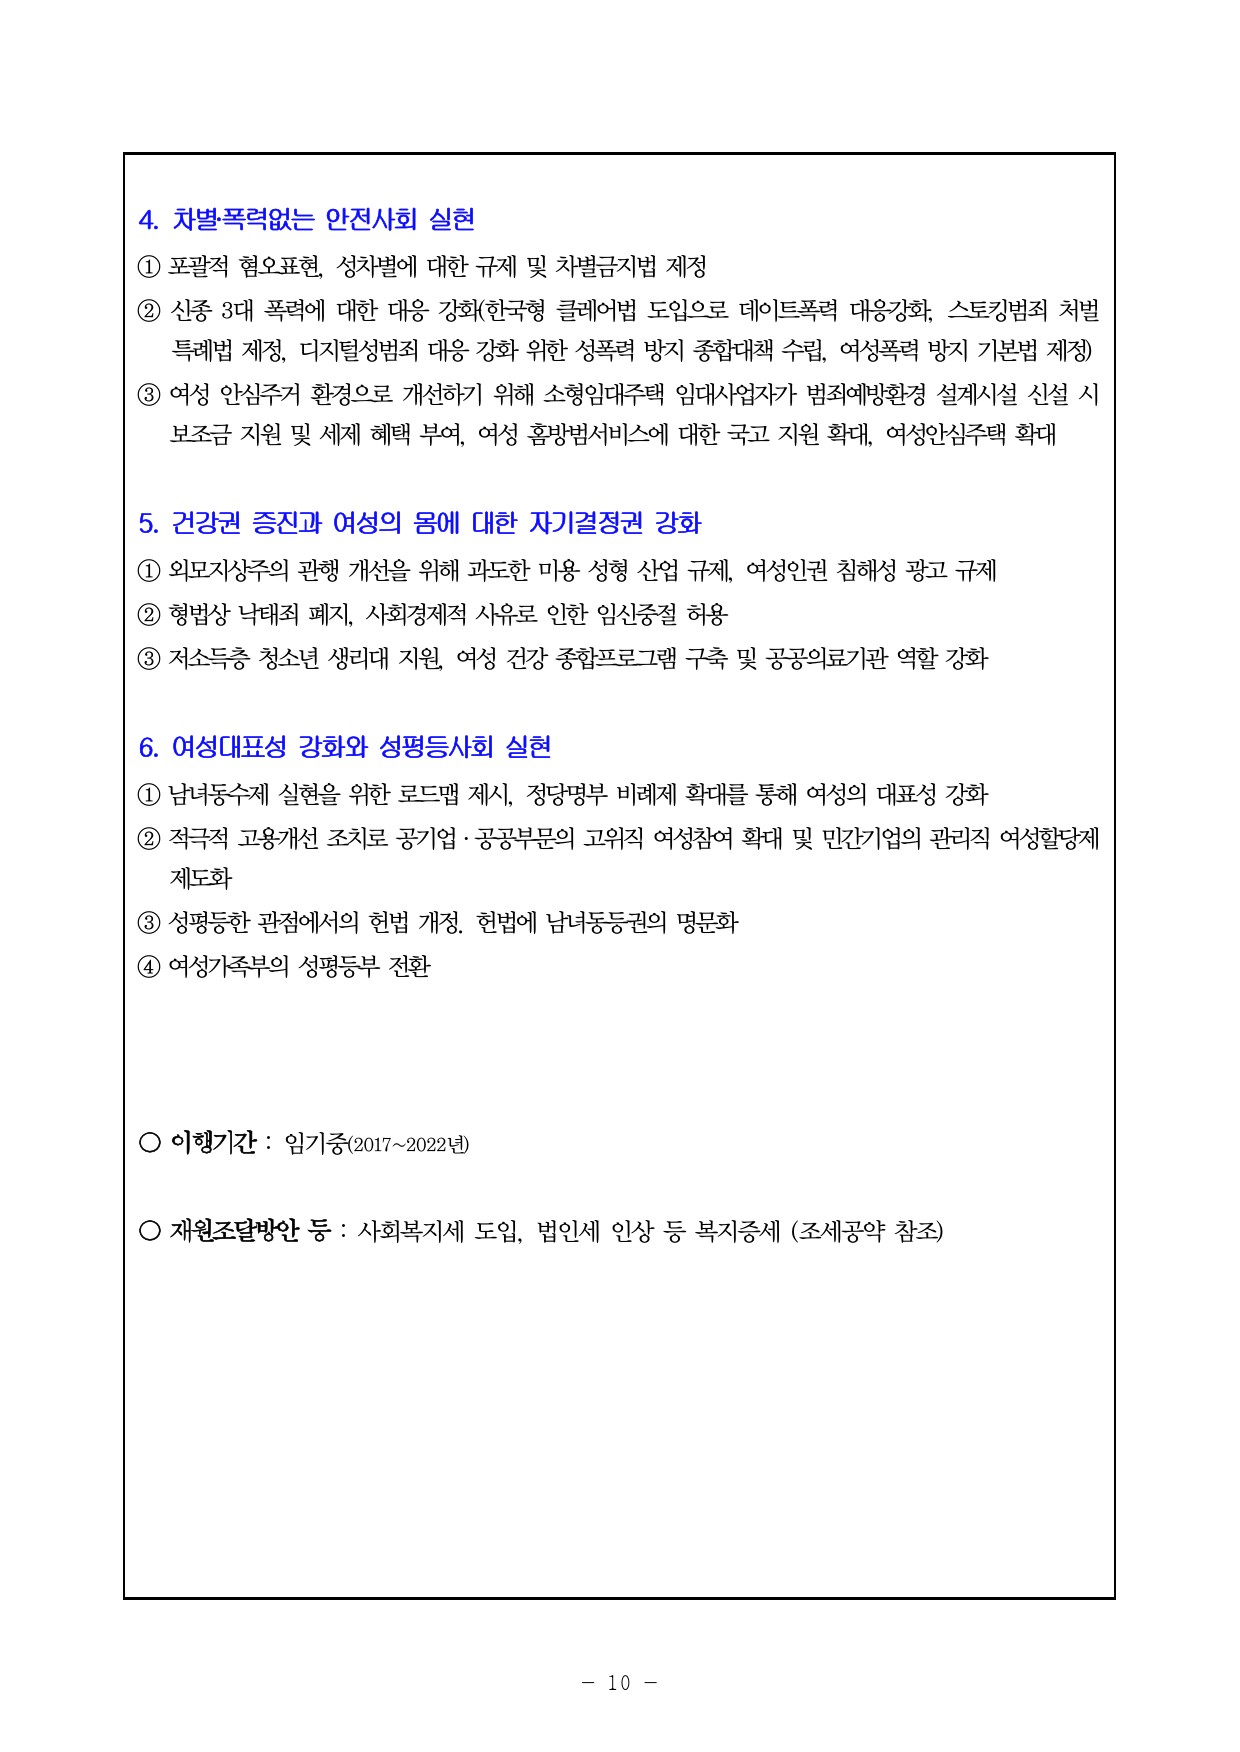 4. 차별·폭력없는 안전사회 실현
① 포괄적 혐오표현, 성차별에 대한 규제 및 차별금지법 제정
② 신종 3대 폭력에 대한 대응 강화(한국형 클레어법 도입으로 데이트폭력 대응강화, 스토킹범죄 처벌
특례법 제정, 디지털성범죄 대응 강화 위한 성폭력 방지 종합대책 수립, 여성폭력 방지 기본법 제정)
③ 여성 안심주거 환경으로 개선하기 위해 소형임대주택 임대사업자가 범죄예방환경 설계시설 신설 시
보조금 지원 및 세제 혜택 부여, 여성 홈방범서비스에 대한 국고 지원 확대, 여성안심주택 확대
5. 건강권 증진과 여성의 몸에 대한 자기결정권 강화
① 외모지상주의 관행 개선을 위해 과도한 미용 성형 산업 규제, 여성인권 침해성 광고 규제
② 형법상 낙태죄 폐지, 사회경제적 사유로 인한 임신중절 허용
③ 저소득층 청소년 생리대 지원, 여성 건강 종합프로그램 구축 및 공공의료기관 역할 강화
6. 여성대표성 강화와 성평등사회 실현
① 남녀동수제 실현을 위한 로드맵 제시, 정당명부 비례제 확대를 통해 여성의 대표성 강화
② 적극적 고용개선 조치로 공기업·공공부문의 고위직 여성참여 확대 및 민간기업의 관리직 여성할당제
제도화
③ 성평등한 관점에서의 헌법 개정. 헌법에 남녀동등권의 명문화
④ 여성가족부의 성평등부 전환
○ 이행기간 : 임기중(2017~2022년)
○ 재원조달방안 등 : 사회복지세 도입, 법인세 인상 등 복지증세 (조세공약 참조)
- 10 -